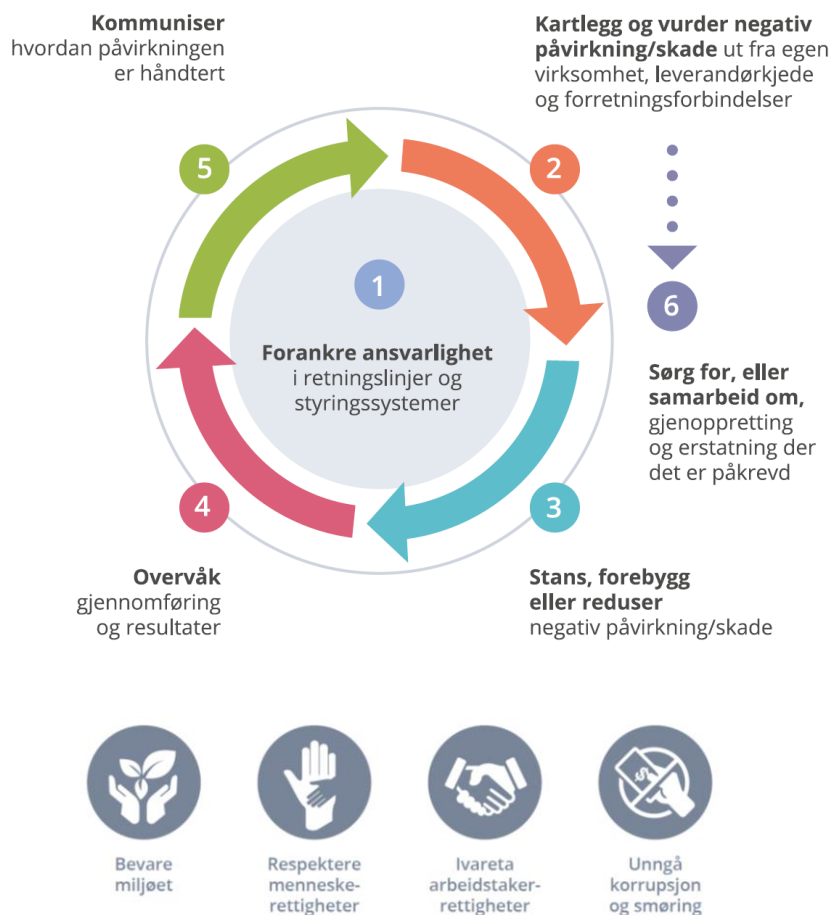 Kommuniser
hvordan påvirkningen
er håndtert
5
Kartlegg og vurder negativ
påvirkning/skade ut fra egen
virksomhet, leverandørkjede
og forretningsforbindelser
2
1
Forankre ansvarlighet
i retningslinjer og
styringssystemer
6
Sørg for, eller
samarbeid om,
gjenoppretting
og erstatning der
det er påkrevd
4
Overvåk
gjennomføring
og resultater
3
Stans, forebygg
eller reduser
negativ påvirkning/skade
$
Bevare
miljøet
Respektere
menneske-
rettigheter
Ivareta
arbeidstaker-
rettigheter
Unngå
korrupsjon
og smøring